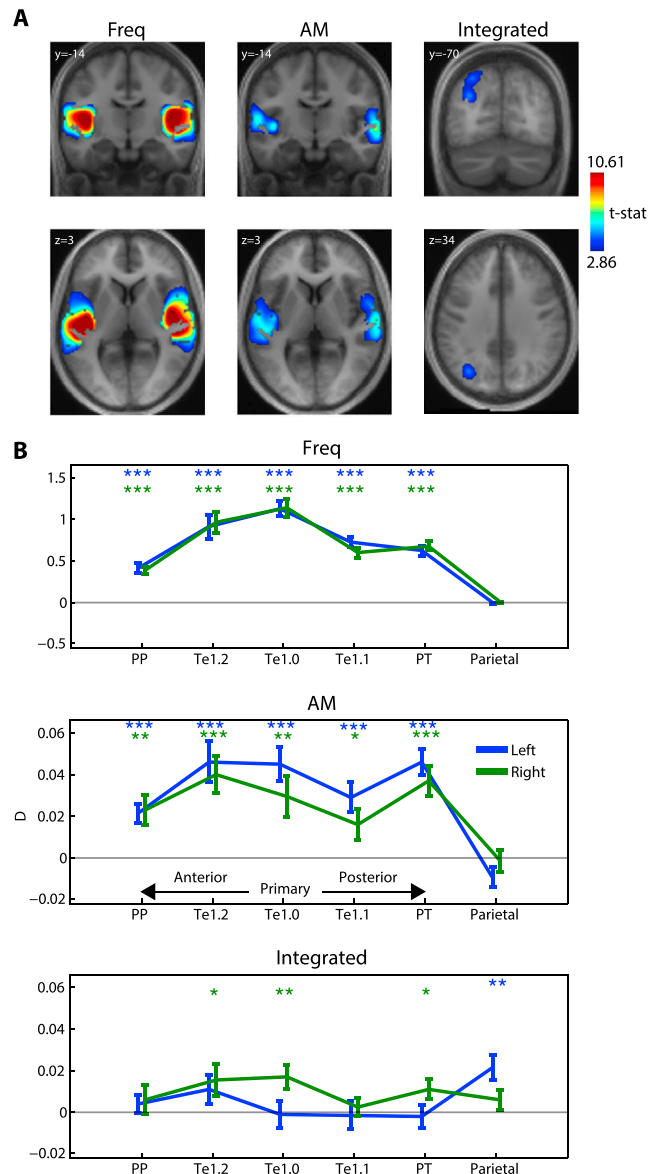 A
Freq AM Integrated
y=-14 y=-14 y=-70
10.61
t-stat
2.86
z=3 z=3 z=34
B
Freq
*** *** *** *** ***
*** *** *** *** ***
1.5
1
0.5
0
−0.5
PP Te1.2 Te1.0 Te1.1 PT Parietal
AM
*** *** *** *** ***
** *** ** * ***
0.06
0.04
0.02
0
−0.02
D
Left
Right
Anterior Primary Posterior
PP Te1.2 Te1.0 Te1.1 PT Parietal
Integrated
**
* ** *
0.06
0.04
0.02
0
−0.02
PP Te1.2 Te1.0 Te1.1 PT Parietal